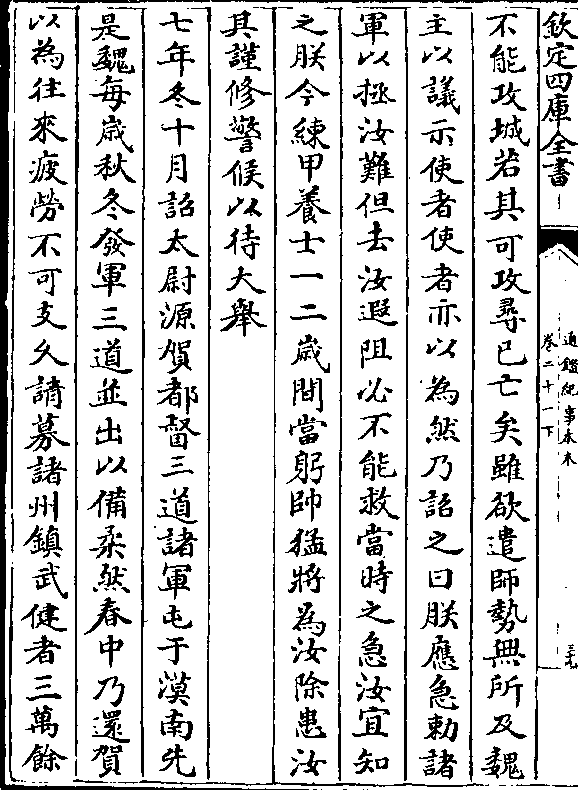 欽定四庫全書
通鑑紀事本末
卷二十一下
三九
不能攻城若其可攻尋已亡矣雖欲遣師勢無所及魏
主以議示使者使者亦以為然乃詔之曰朕應急勅諸
軍以拯汝難但去汝遐阻必不能救當時之急汝宜知
之朕今練甲養士一二歲間當躬帥猛將為汝除患汝
其謹修警候以待大舉
七年冬十月詔太尉源賀都督三道諸軍屯于漠南先
是魏每歲秋冬發軍三道並出以備柔然春中乃還賀
以為往來疲勞不可支久請募諸州鎮武健者三萬餘